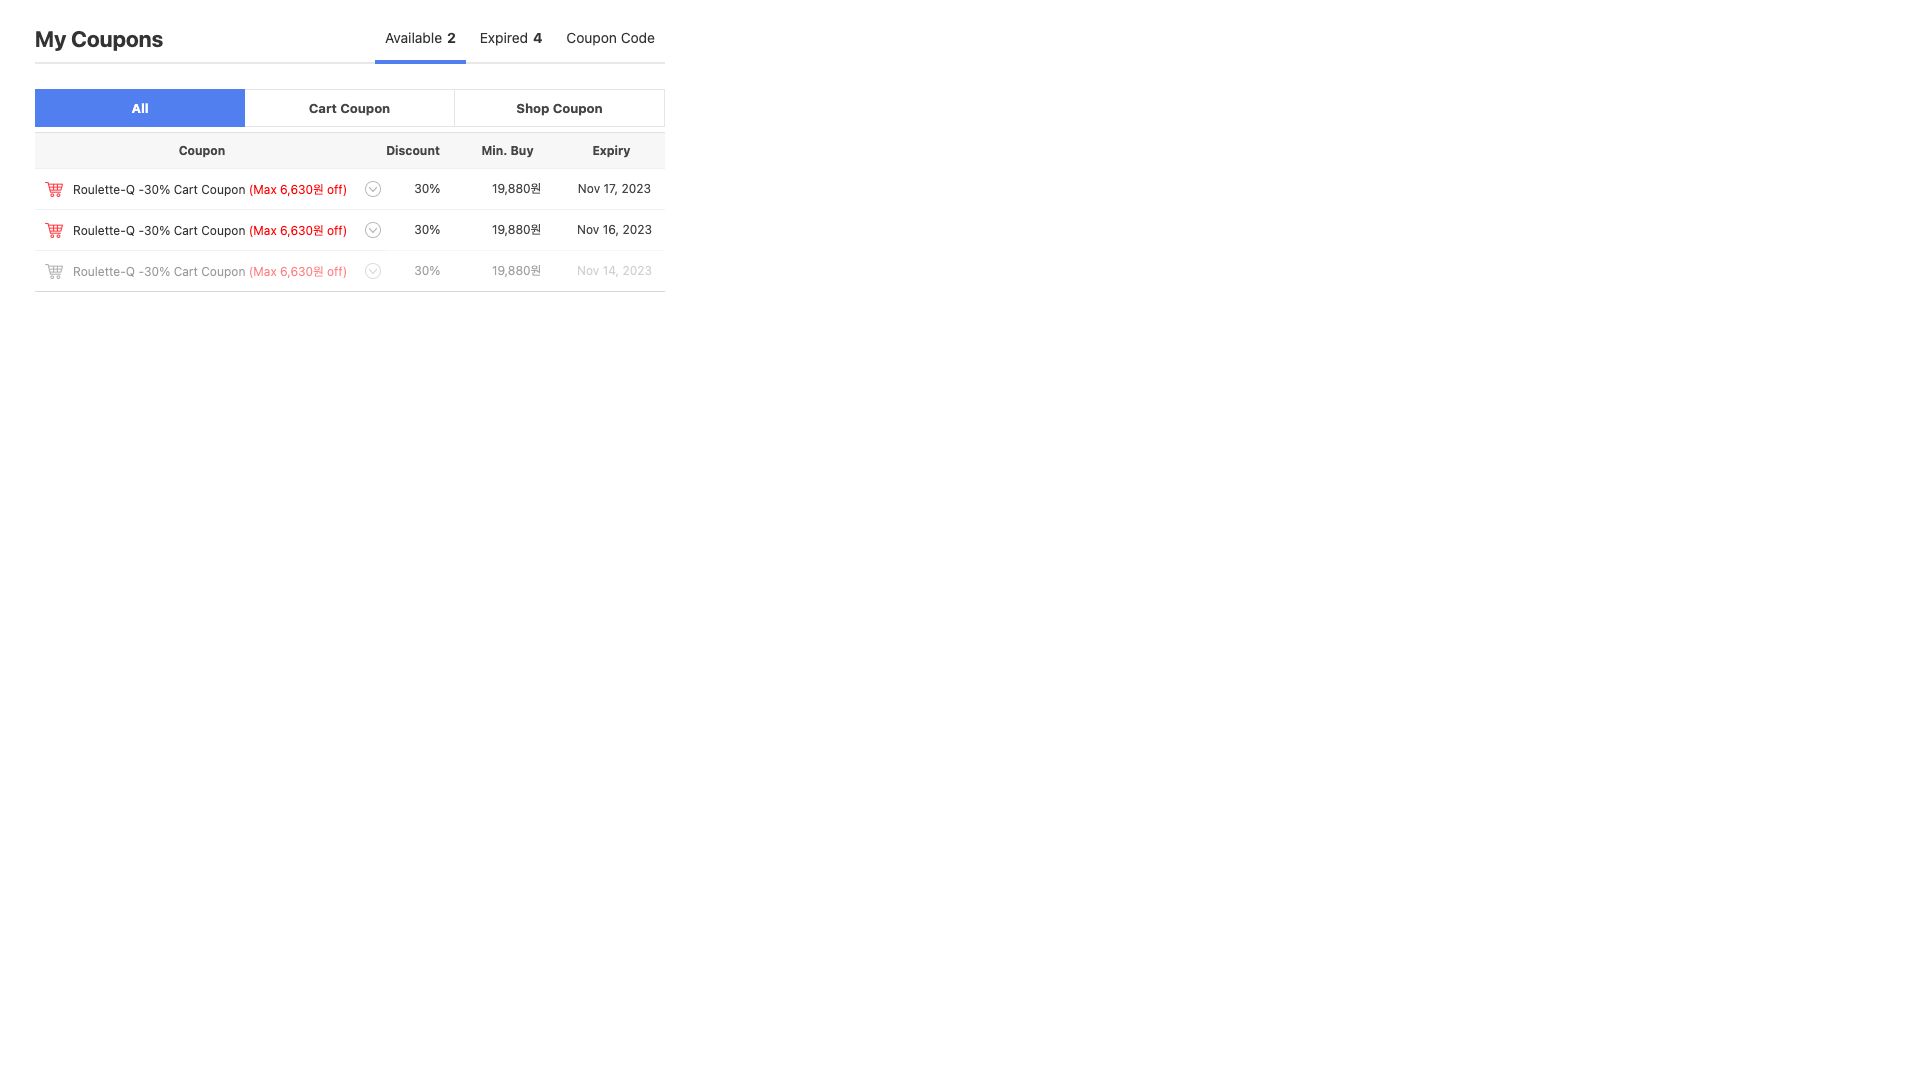 My Coupons
Available 2 Expired 4 Coupon Code
All Cart Coupon Shop Coupon
Coupon Discount Min. Buy Expiry
Roulette-Q -30% Cart Coupon (Max 6,630원 off) 30% 19,880원 Nov 17, 2023
Roulette-Q -30% Cart Coupon (Max 6,630원 off) 30% 19,880원 Nov 16, 2023
Roulette-Q -30% Cart Coupon (Max 6,630원 off) 30% 19,880원 Nov 14, 2023